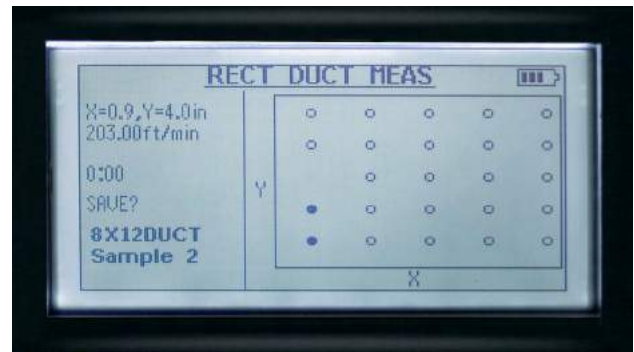 RECT DUCT MEAS
X=0.9,Y=4.0in
203.00ft/min
0:00
SAVE?
8X12DUCT
Sample 2
Y
X